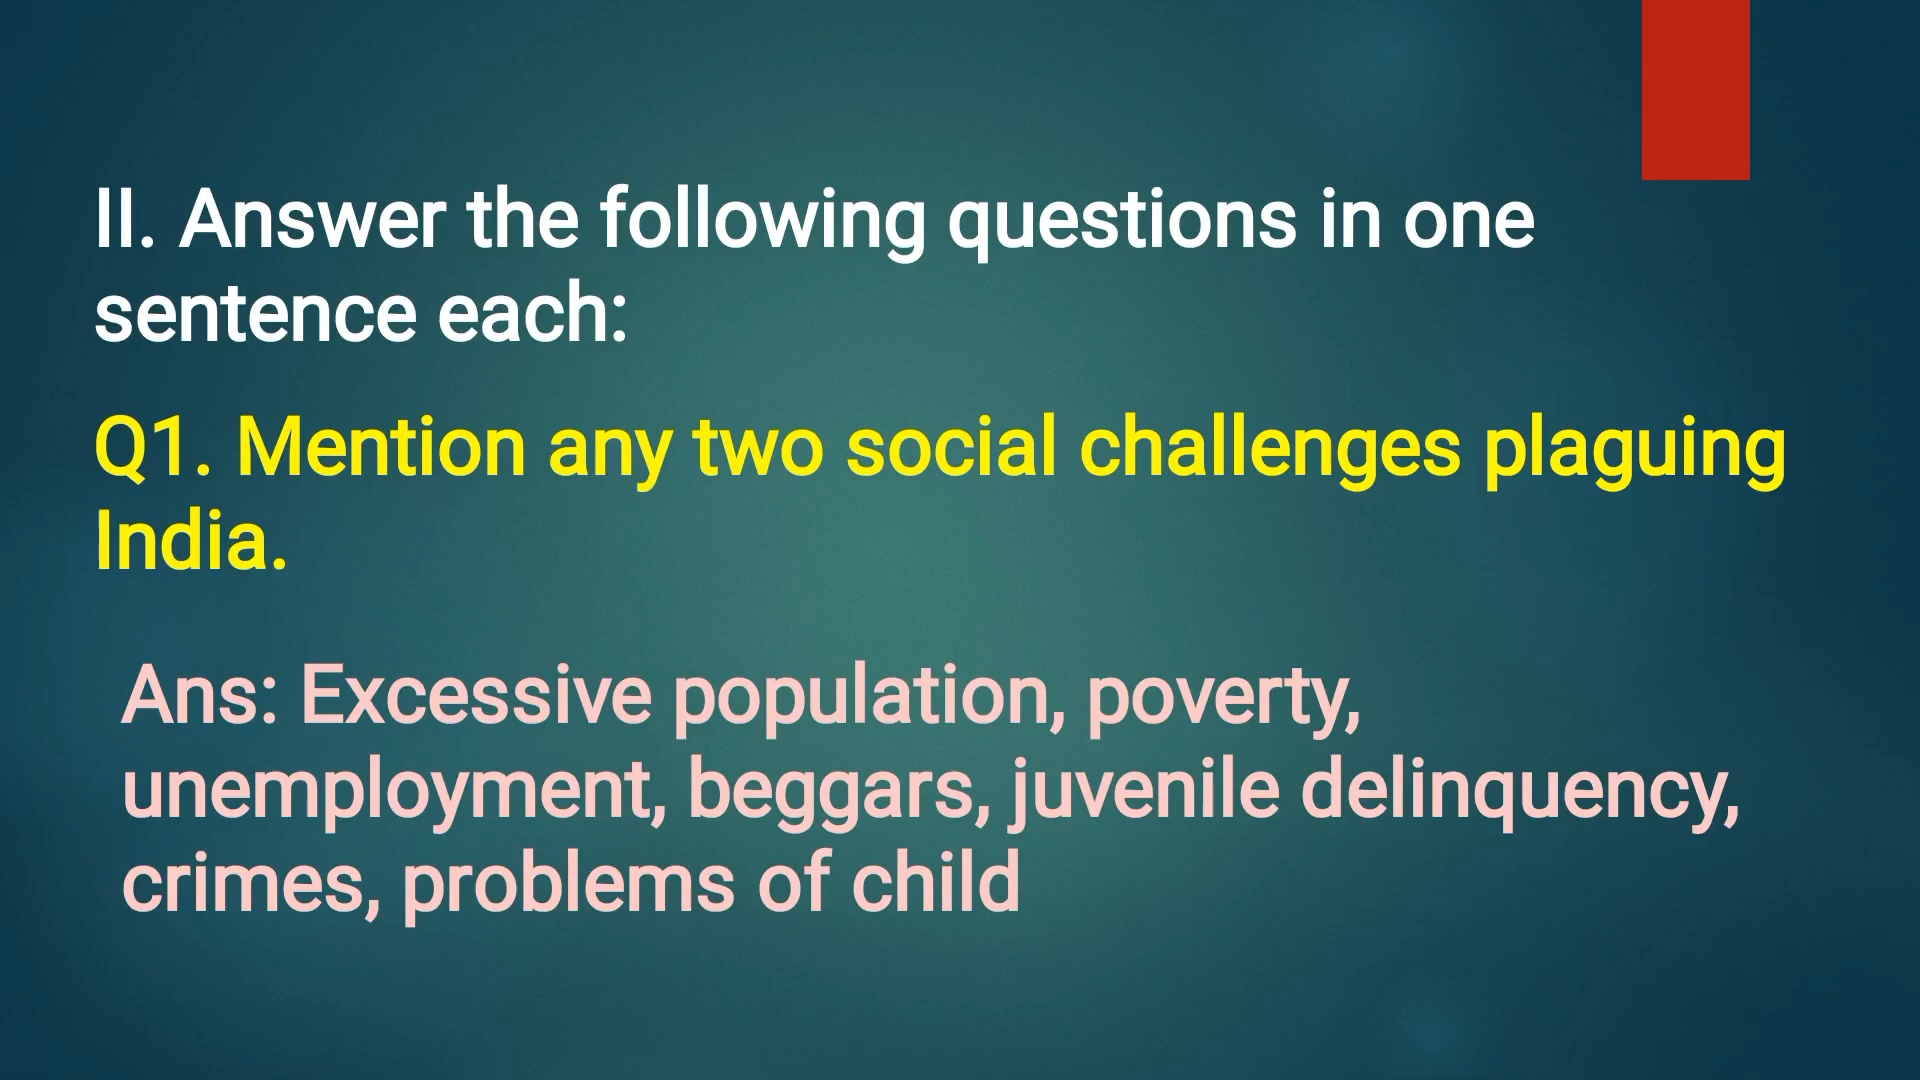 II. Answer the following questions in one
sentence each:
Q1. Mention any two social challenges plaguing
India.
Ans: Excessive population, poverty,
unemployment, beggars, juvenile delinquency,
crimes, problems of child